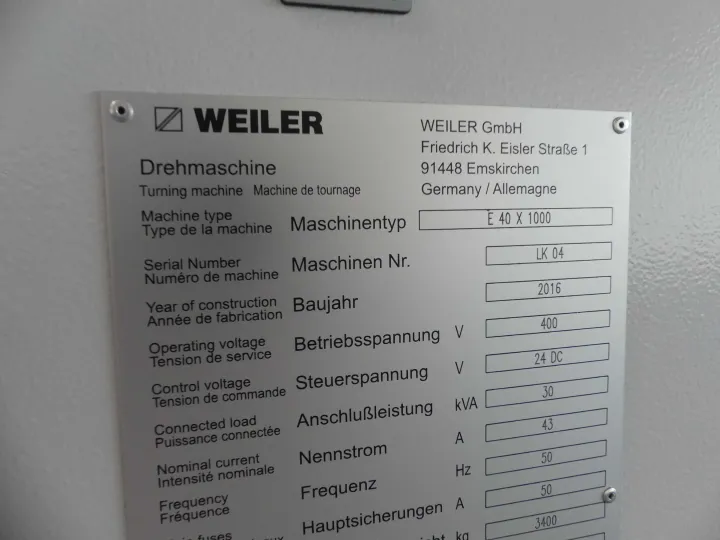 WEILER
WEILER GmbH
Friedrich K. Eisler Straße 1
91448 Emskirchen
Germany / Allemagne
Drehmaschine
Turning machine Machine de tournage
Machine type
Type de la machine
Maschinentyp
E 40 X 1000
Serial Number
Numéro de machine
Maschinen Nr.
LK 04
Year of construction
Année de fabrication
Baujahr
2016
Operating voltage
Tension de service
Betriebsspannung V
400
Control voltage
Tension de commande
Steuerspannung V
24 DC
Connected load
Puissance connectée
Anschlußleistung kVA
30
Nominal current
Intensité nominale
Nennstrom A
43
Frequency
Fréquence
Frequenz Hz
50
fuses
Hauptsicherungen A
50
kg
3400